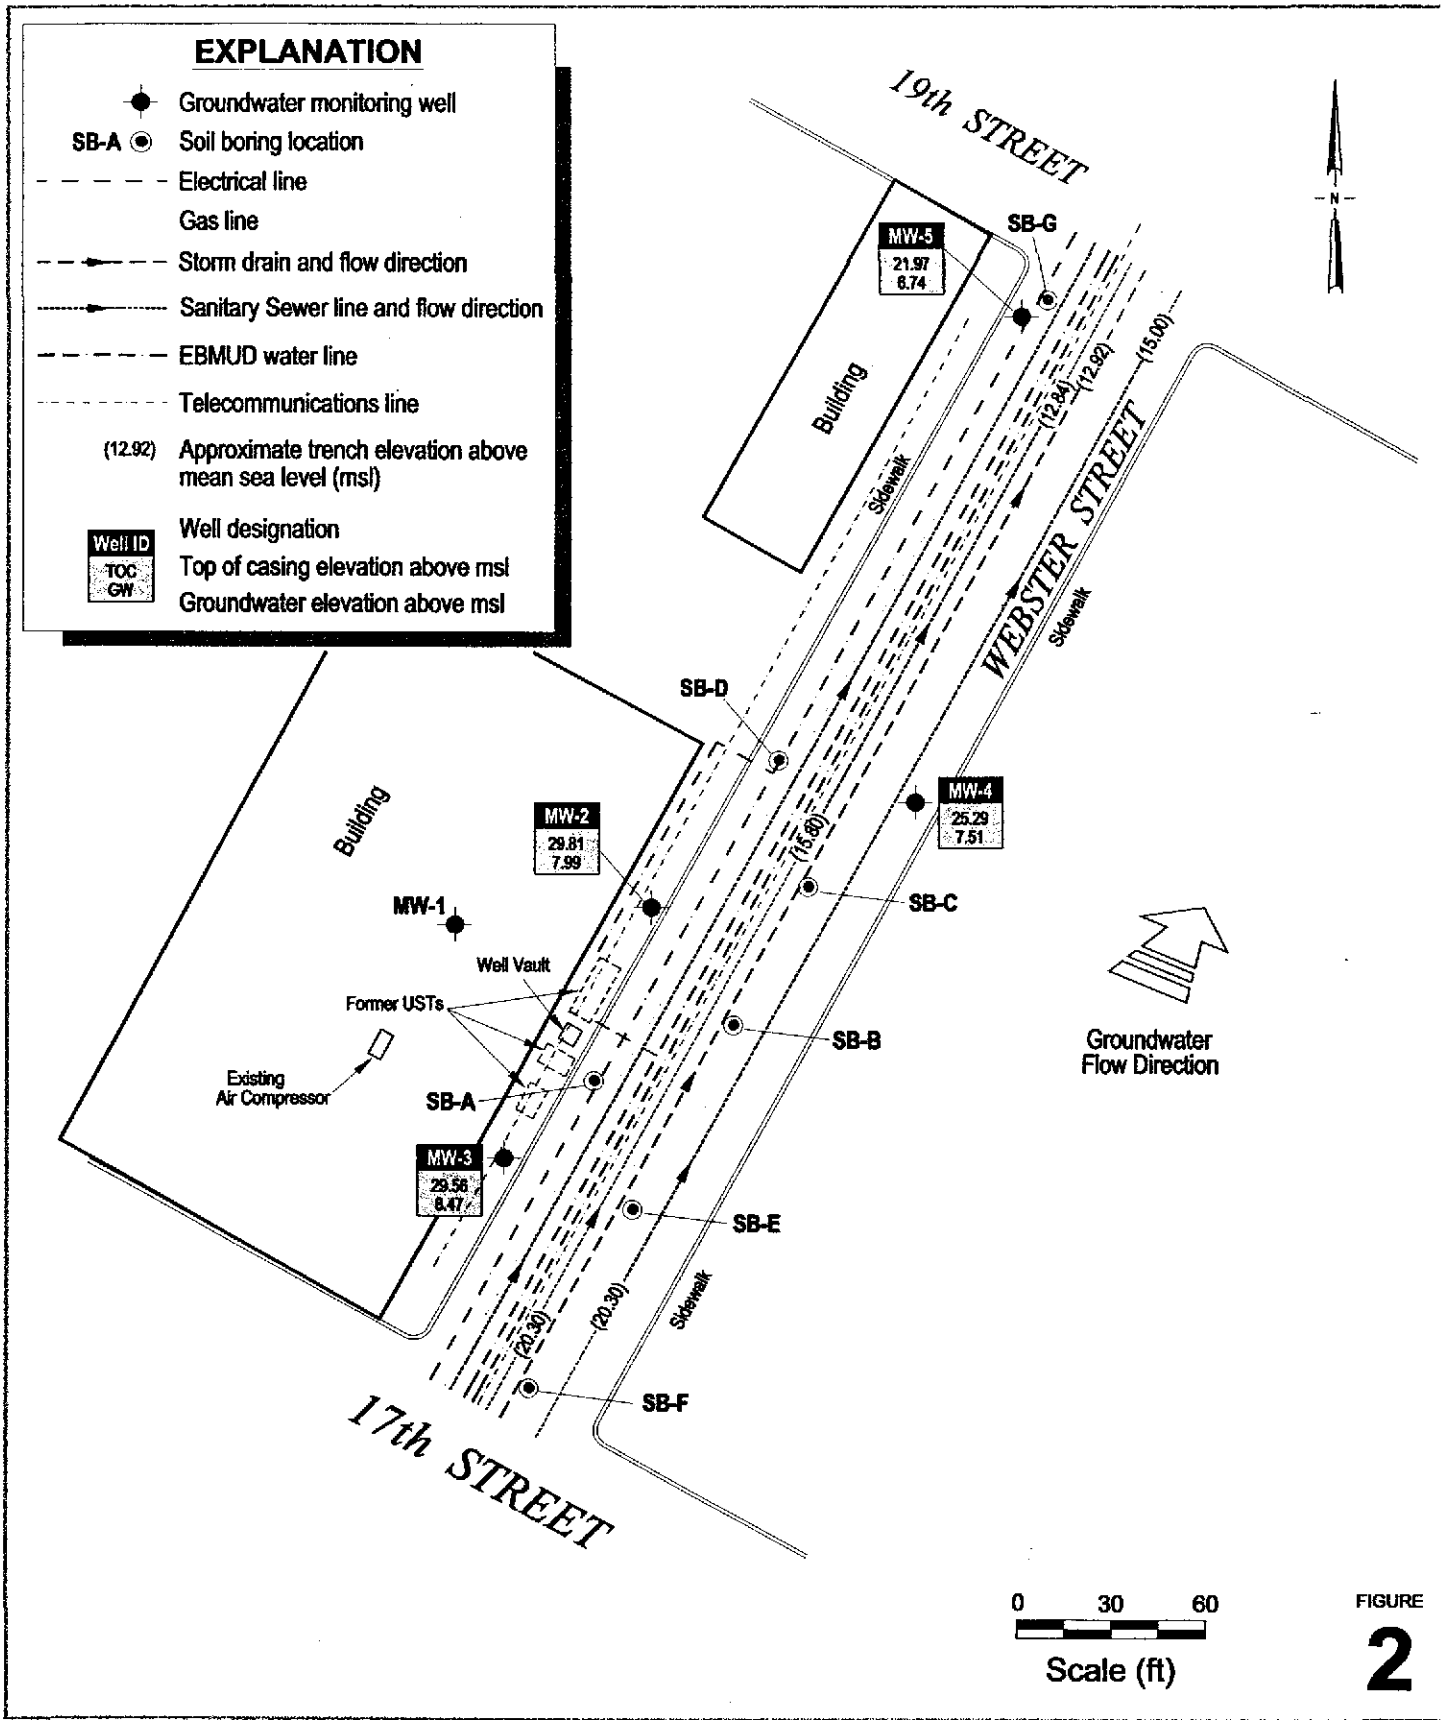 EXPLANATION
Groundwater monitoring well
SB-A Soil boring location
Electrical line
Gas line
Storm drain and flow direction
Sanitary Sewer line and flow direction
EBMUD water line
Telecommunications line
(12.92) Approximate trench elevation above
mean sea level (msl)
Well ID
TOC
GW
Well designation
Top of casing elevation above msl
Groundwater elevation above msl
19th STREET
N
SB-G
MW-5
21.97
6.74
(15.00)
(12.92)
(12.84)
Building
Sidewalk
WEBSTER STREET
Sidewalk
SB-D
MW-4
25.29
7.51
MW-2
29.81
7.99
(15.80)
Building
MW-1
SB-C
Well Vault
Former USTs
SB-B
Groundwater
Flow Direction
Existing
Air Compressor
SB-A
MW-3
29.56
8.47
SB-E
Sidewalk
(20.30)
(20.30)
SB-F
17th STREET
0 30 60
Scale (ft)
FIGURE
2